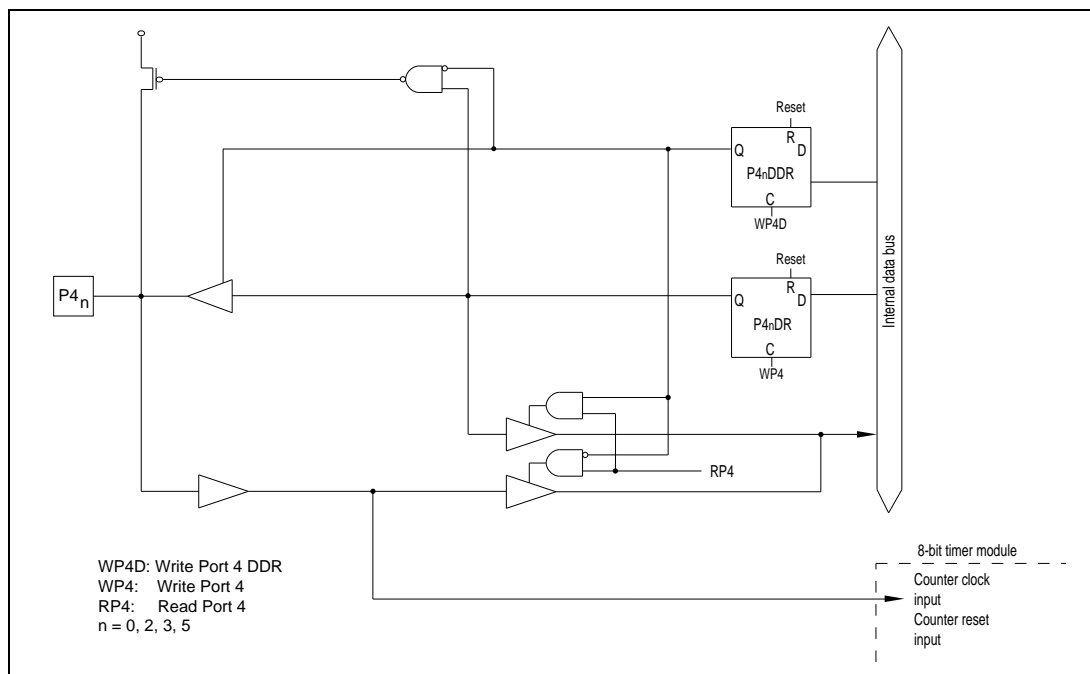 Reset
R
Q D
P4nDDR
C
WP4D
Reset
R
Q D
P4nDR
C
WP4
P4n
Internal data bus
RP4
8-bit timer module
Counter clock
input
Counter reset
input
WP4D: Write Port 4 DDR
WP4: Write Port 4
RP4: Read Port 4
n = 0, 2, 3, 5